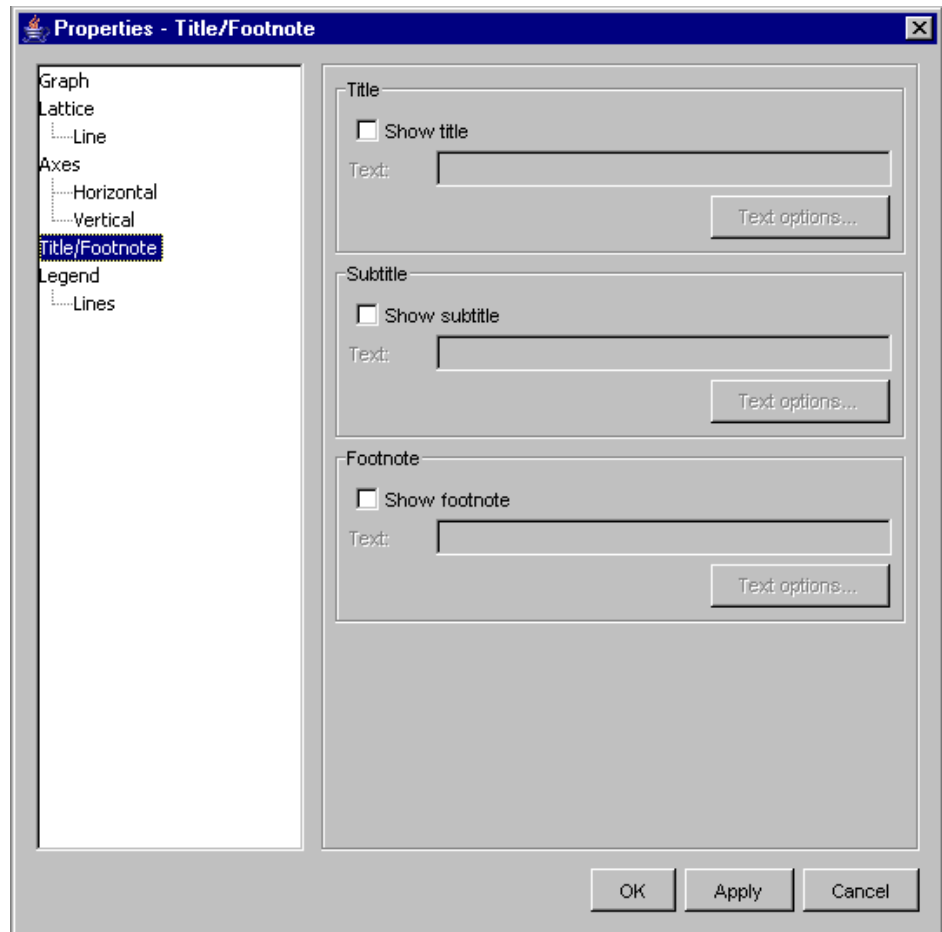 Properties - Title/Footnote
Graph
Lattice
Line
Axes
Horizontal
Vertical
Title/Footnote
Legend
Lines
Title
Show title
Text:
Text options...
Subtitle
Show subtitle
Text:
Text options...
Footnote
Show footnote
Text:
Text options...
OK
Apply
Cancel